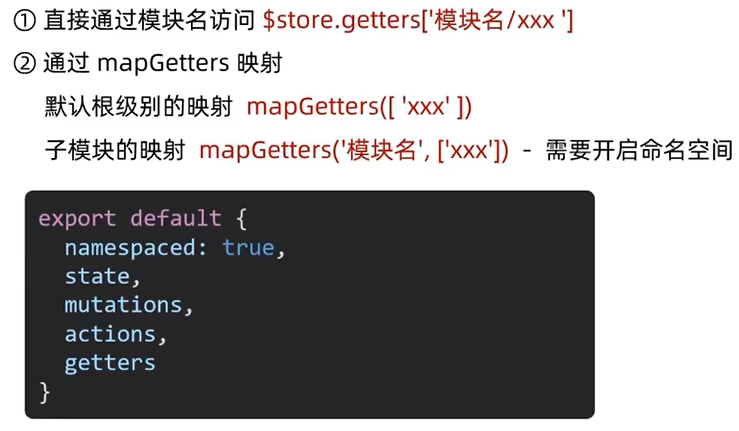 ① 直接通过模块名访问 $store.getters['模块名/xxx ']
② 通过 mapGetters 映射
默认根级别的映射 mapGetters([ 'xxx' ])
子模块的映射 mapGetters('模块名', ['xxx']) - 需要开启命名空间
export default {
  namespaced: true,
  state,
  mutations,
  actions,
  getters
}